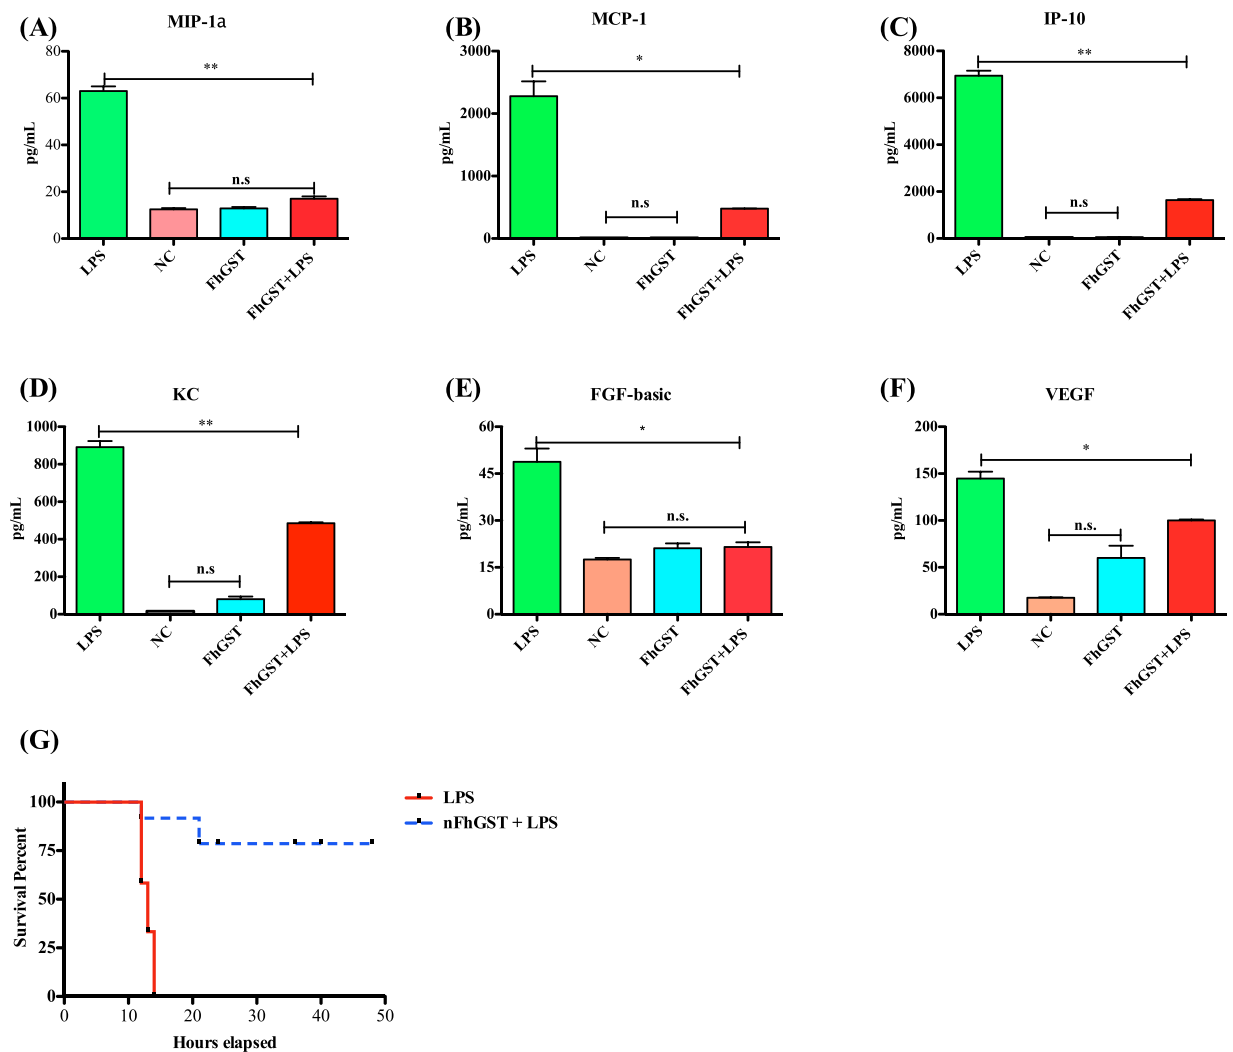 (A)
MIP-1a
80
60
40
20
0
pg/mL
**
n.s
LPS
NC
FhGST
FhGST+LPS
(B)
MCP-1
3000
2000
1000
0
pg/mL
*
n.s
LPS
NC
FhGST
FhGST+LPS
(C)
IP-10
8000
6000
4000
2000
0
pg/mL
**
n.s
LPS
NC
FhGST
FhGST+LPS
(D)
KC
1000
800
600
400
200
0
pg/mL
**
n.s
LPS
NC
FhGST
FhGST+LPS
(E)
FGF-basic
60
45
30
15
0
pg/mL
*
n.s.
LPS
NC
FhGST
FhGST+LPS
(F)
VEGF
200
150
100
50
0
pg/mL
*
n.s.
LPS
NC
FhGST
FhGST+LPS
(G)
100
75
50
25
0
Survival Percent
0 10 20 30 40 50
Hours elapsed
LPS
nFhGST + LPS